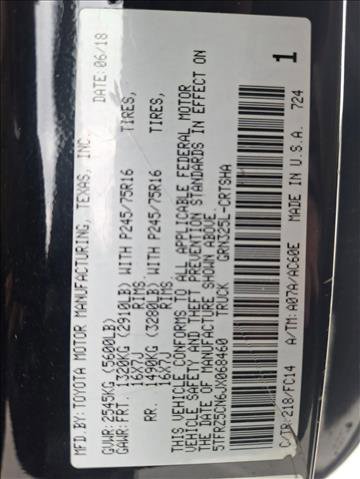 MFD.BY: TOYOTA MOTOR MANUFACTURING, TEXAS, INC. DATE: 06/18
GVWR: 2545KG (5600LB)
GAWR: FRT. 1320KG (2910LB) WITH P245/75R16 TIRES,
16X7J RIMS
RR. 1490KG (3280LB) WITH P245/75R16 TIRES,
16X7J RIMS
THIS VEHICLE CONFORMS TO ALL APPLICABLE FEDERAL MOTOR
VEHICLE SAFETY AND THEFT PREVENTION STANDARDS IN EFFECT ON
THE DATE OF MANUFACTURE SHOWN ABOVE.
5TFRZ5CN6JX068460 TRUCK GRN325L-CRTSHA
1
C/TR: 218/FC14 A/TM: A07A/AC60E MADE IN U.S.A. 724